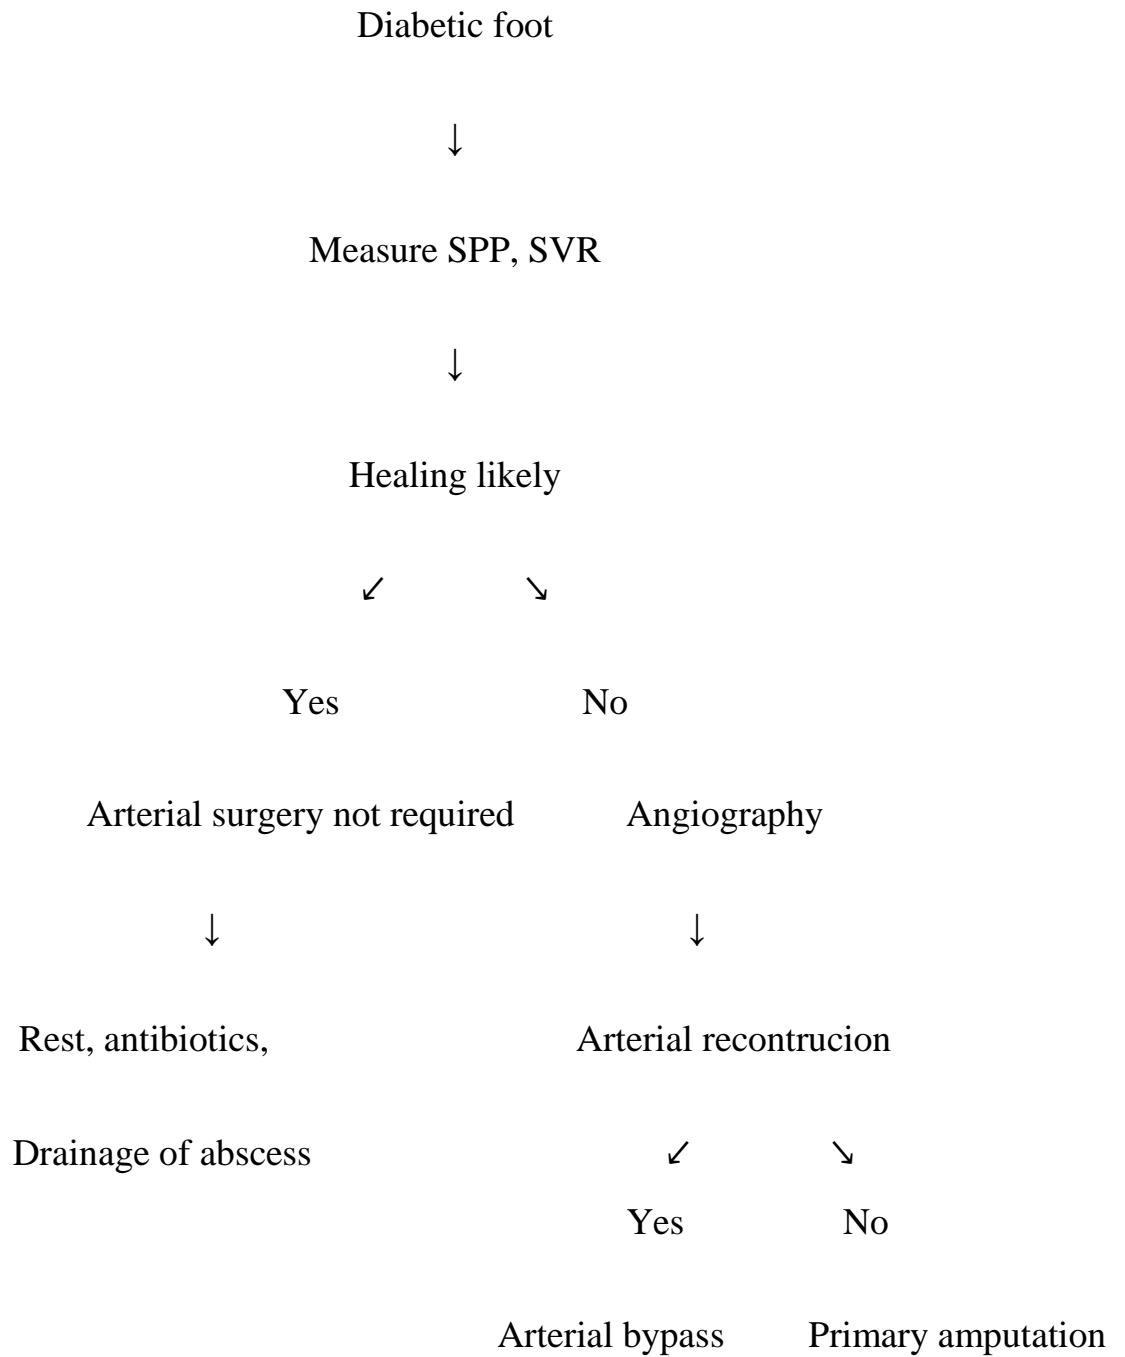 Diabetic foot
↓
Measure SPP, SVR
↓
Healing likely
↙ ↘
Yes No
Arterial surgery not required Angiography
↓ ↓
Rest, antibiotics, Arterial recontrucion
Drainage of abscess ↙ ↘
Yes No
Arterial bypass Primary amputation